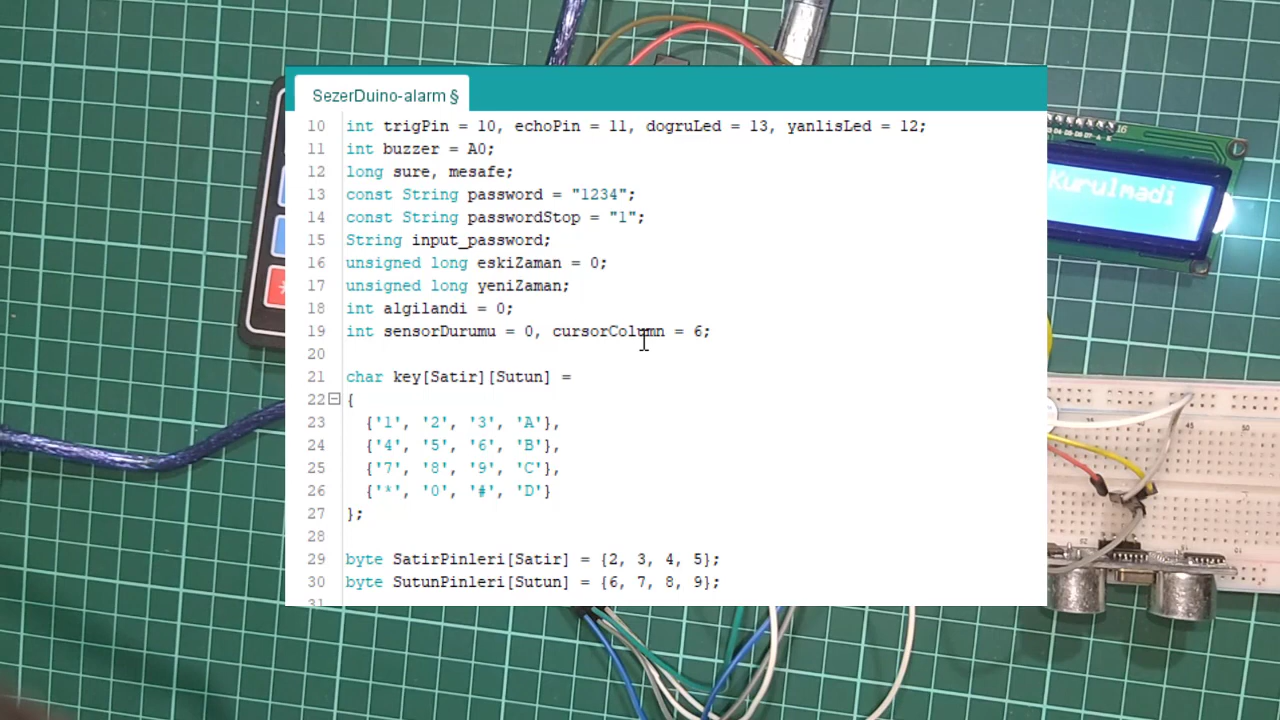 SezerDuino-alarm §
10 int trigPin = 10, echoPin = 11, dogruLed = 13, yanlisLed = 12;
11 int buzzer = A0;
12 long sure, mesafe;
13 const String password = "1234";
14 const String passwordStop = "1";
15 String input_password;
16 unsigned long eskiZaman = 0;
17 unsigned long yeniZaman;
18 int algilandi = 0;
19 int sensorDurumu = 0, cursorColumn = 6;
20
21 char key[Satir][Sutun] =
22 {
23 {'1', '2', '3', 'A'},
24 {'4', '5', '6', 'B'},
25 {'7', '8', '9', 'C'},
26 {'*', '0', '#', 'D'}
27 };
28
29 byte SatirPinleri[Satir] = {2, 3, 4, 5};
30 byte SutunPinleri[Sutun] = {6, 7, 8, 9};
31
16
Kurulmadi
45
50